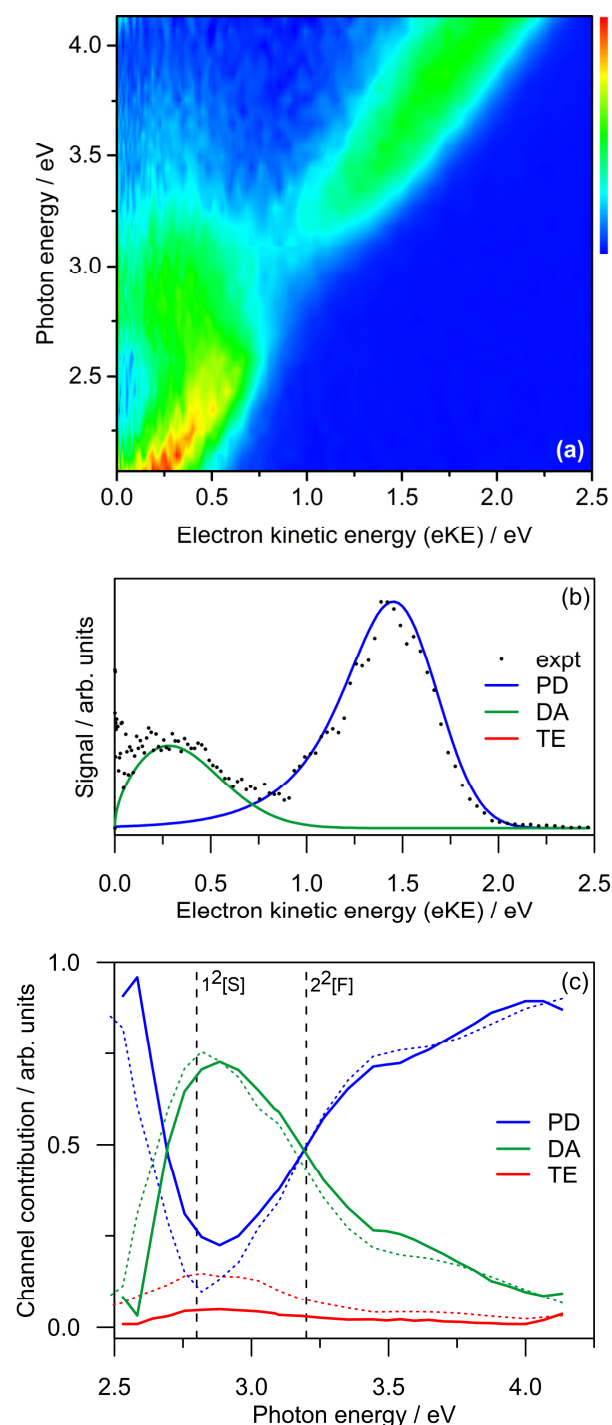 4.0
3.5
3.0
2.5
Photon energy / eV
(a)
0.0 0.5 1.0 1.5 2.0 2.5
Electron kinetic energy (eKE) / eV
(b)
Signal / arb. units
expt
PD
DA
TE
0.0 0.5 1.0 1.5 2.0 2.5
Electron kinetic energy (eKE) / eV
1.0
0.5
0.0
Channel contribution / arb. units
1²[S] 2²[F] (c)
PD
DA
TE
2.5 3.0 3.5 4.0
Photon energy / eV